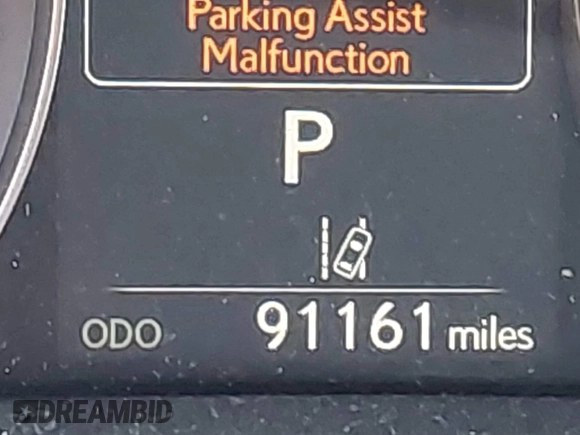 Parking Assist
Malfunction
P
ODO 91161 miles
DREAMBID